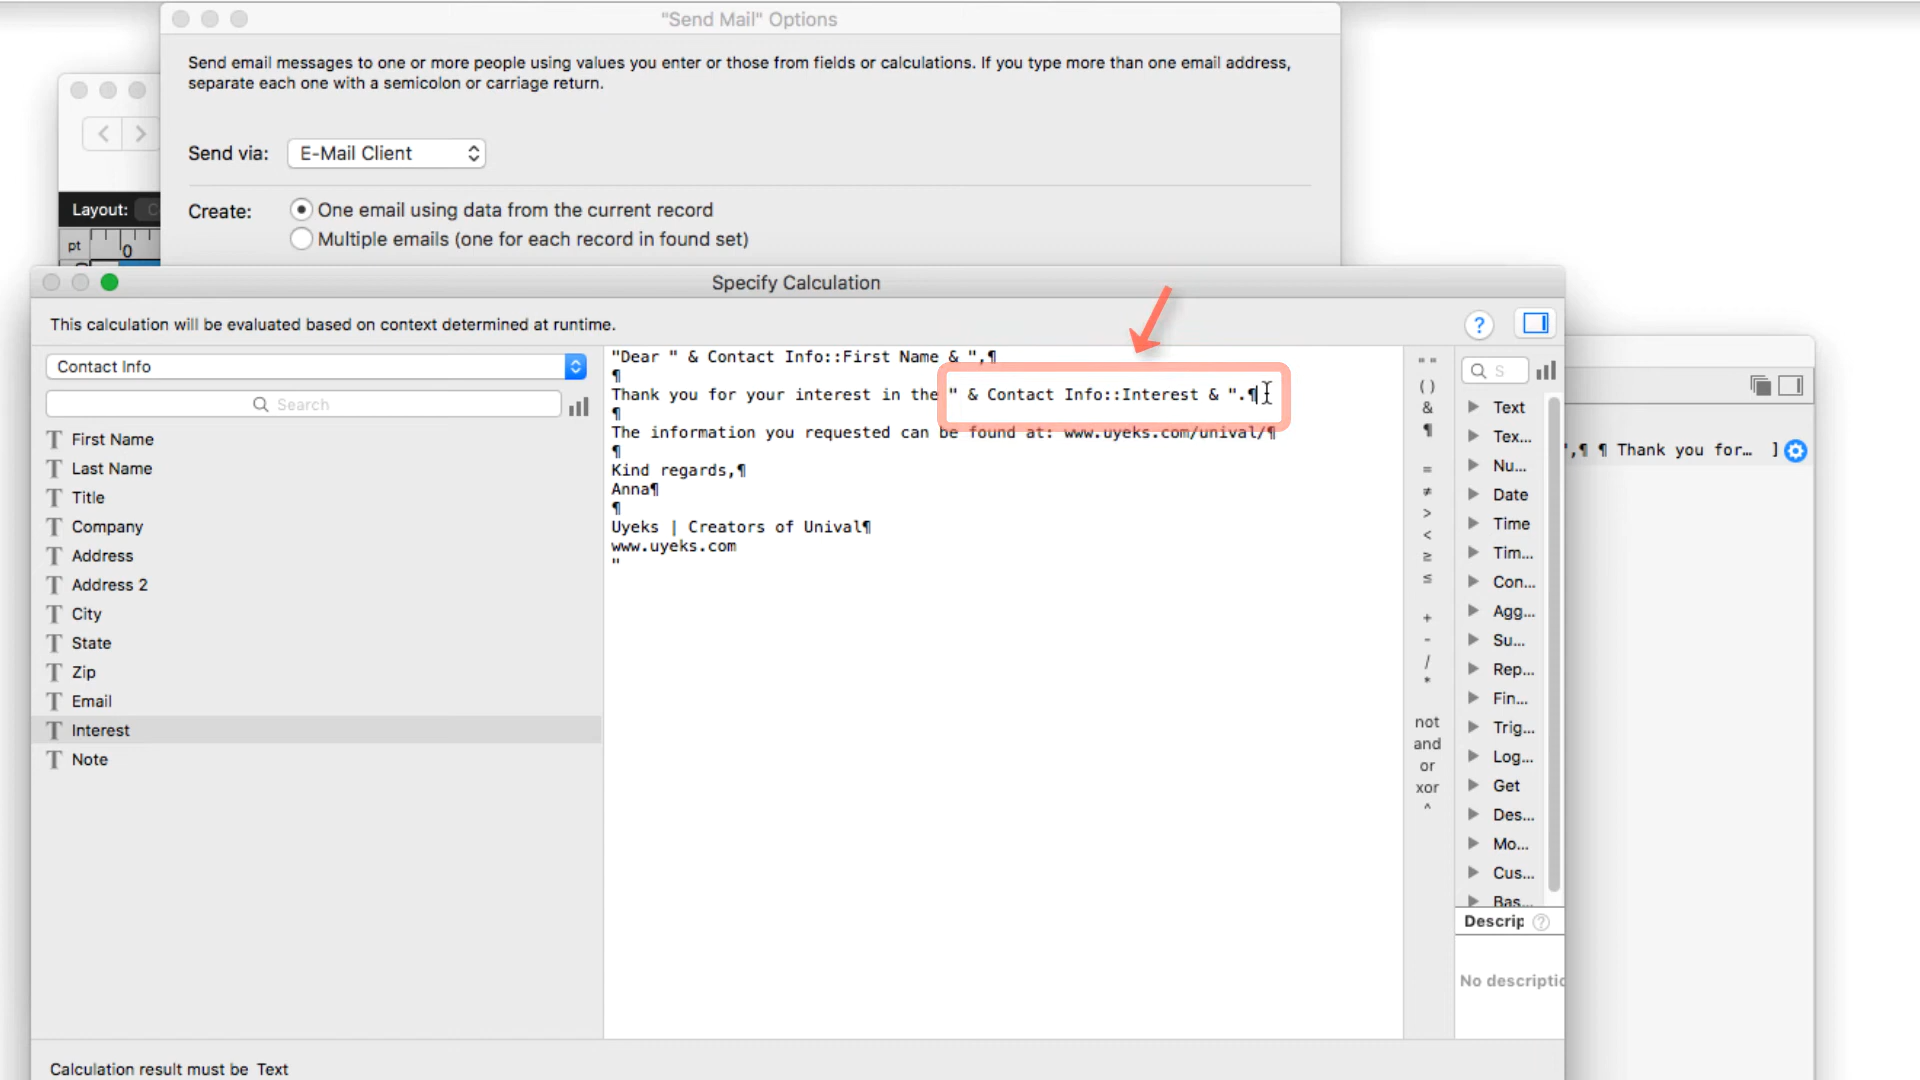 "Send Mail" Options
Send email messages to one or more people using values you enter or those from fields or calculations. If you type more than one email address,
separate each one with a semicolon or carriage return.
Send via: E-Mail Client
Layout:
Create: One email using data from the current record
pt 0
Multiple emails (one for each record in found set)
Specify Calculation
This calculation will be evaluated based on context determined at runtime.
?
Contact Info
Search
First Name
Last Name
Title
Company
Address
Address 2
City
State
Zip
Email
Interest
Note
"Dear " & Contact Info::First Name & ",¶
¶
Thank you for your interest in the " & Contact Info::Interest & ".¶
¶
The information you requested can be found at: www.uyeks.com/unival/¶
¶
Kind regards,¶
Anna¶
¶
Uyeks | Creators of Unival¶
www.uyeks.com
"
" "
( )
&
¶
=
≠
>
<
≥
≤
+
-
/
*
not
and
or
xor
^
S
Text
Tex...
Nu...
Date
Time
Tim...
Con...
Agg...
Su...
Rep...
Fin...
Trig...
Log...
Get
Des...
Mo...
Cus...
Bas...
Descrip ?
No descriptio
",¶ ¶ Thank you for... ]
Calculation result must be Text